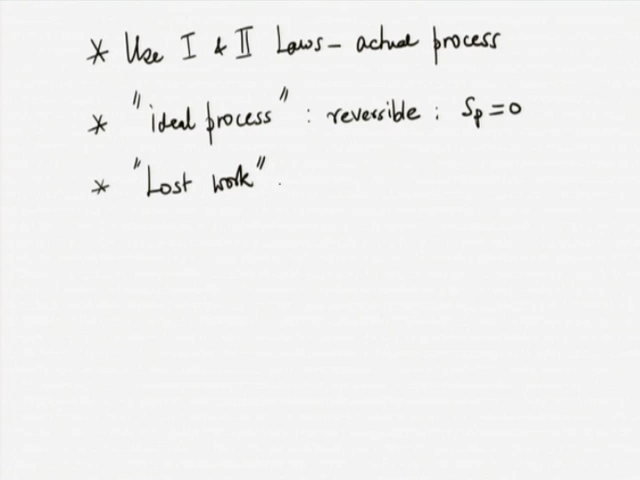 * Use I & II Laws - actual process
* "ideal process" : reversible : Sp = 0
* "Lost work".